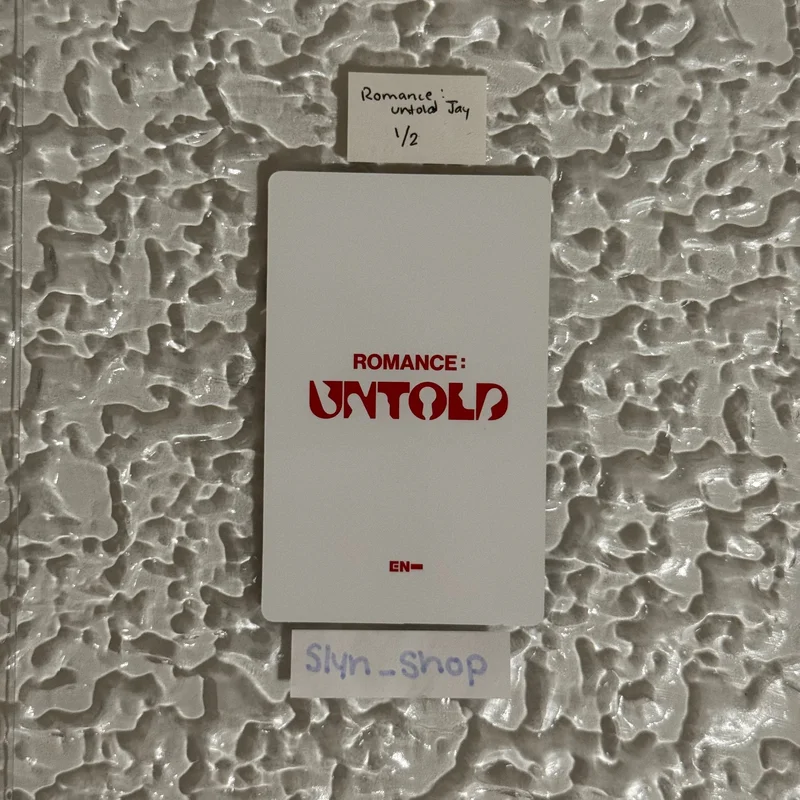 Romance:
untold Jay
1/2
ROMANCE:
UNTOLD
EN-
Slyn_Shop